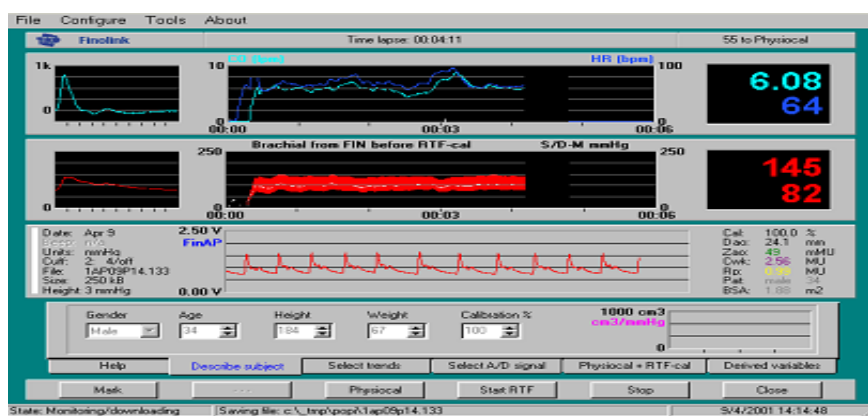 File Configure Tools About
Finolink Time lapse: 00:04:11 55 to Physiocal
1k 10 CO (lpm) HR (bpm) 100
0 0
6.08
64
00:00 00:03 00:06
250 Brachial from FIN before RTF-cal S/D-M mmHg 250
0 0
145
82
00:00 00:03 00:06
2.50 V
FinAP
0.00 V
Date: Apr 9
Beep: n/a
Units: mmHg
Cuff: 2: 4/off
File: 1AP09P14.133
Size: 250 kB
Height: 3 mmHg
Cal: 100.0 %
Dao: 24.1 mm
Zao: 49 mMU
Cwk: 2.56 MU
Rp: 0.99 MU
Pat: male 34
BSA: 1.88 m2
Gender Age Height Weight Calibration %
Male 34 184 67 100
1000 cm3
cm3/mmHg
0
Help Describe subject Select trends Select A/D signal Physiocal + RTF-cal Derived variables
Mark ... Physiocal Start RTF Stop Close
State: Monitoring/downloading Saving file: c:\_tmp\popi\1ap09p14.133 9/4/2001 14:14:48